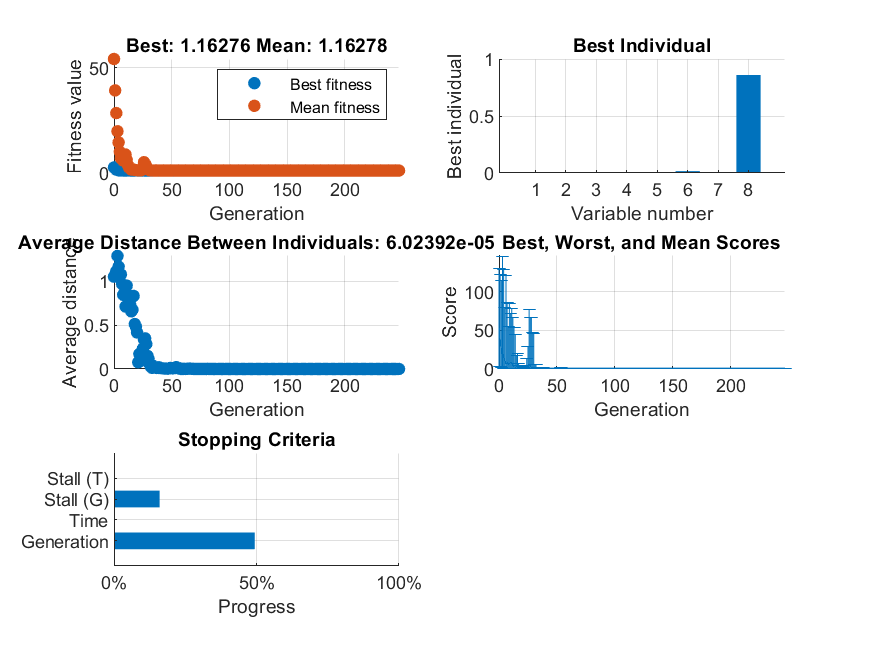 Best: 1.16276 Mean: 1.16278
Fitness value
50
0
Best fitness
Mean fitness
0 50 100 150 200
Generation
Best Individual
Best individual
1
0.5
0
1 2 3 4 5 6 7 8
Variable number
Average Distance Between Individuals: 6.02392e-05
Average distance
1
0.5
0
0 50 100 150 200
Generation
Best, Worst, and Mean Scores
Score
100
50
0
0 50 100 150 200
Generation
Stopping Criteria
Stall (T)
Stall (G)
Time
Generation
0% 50% 100%
Progress